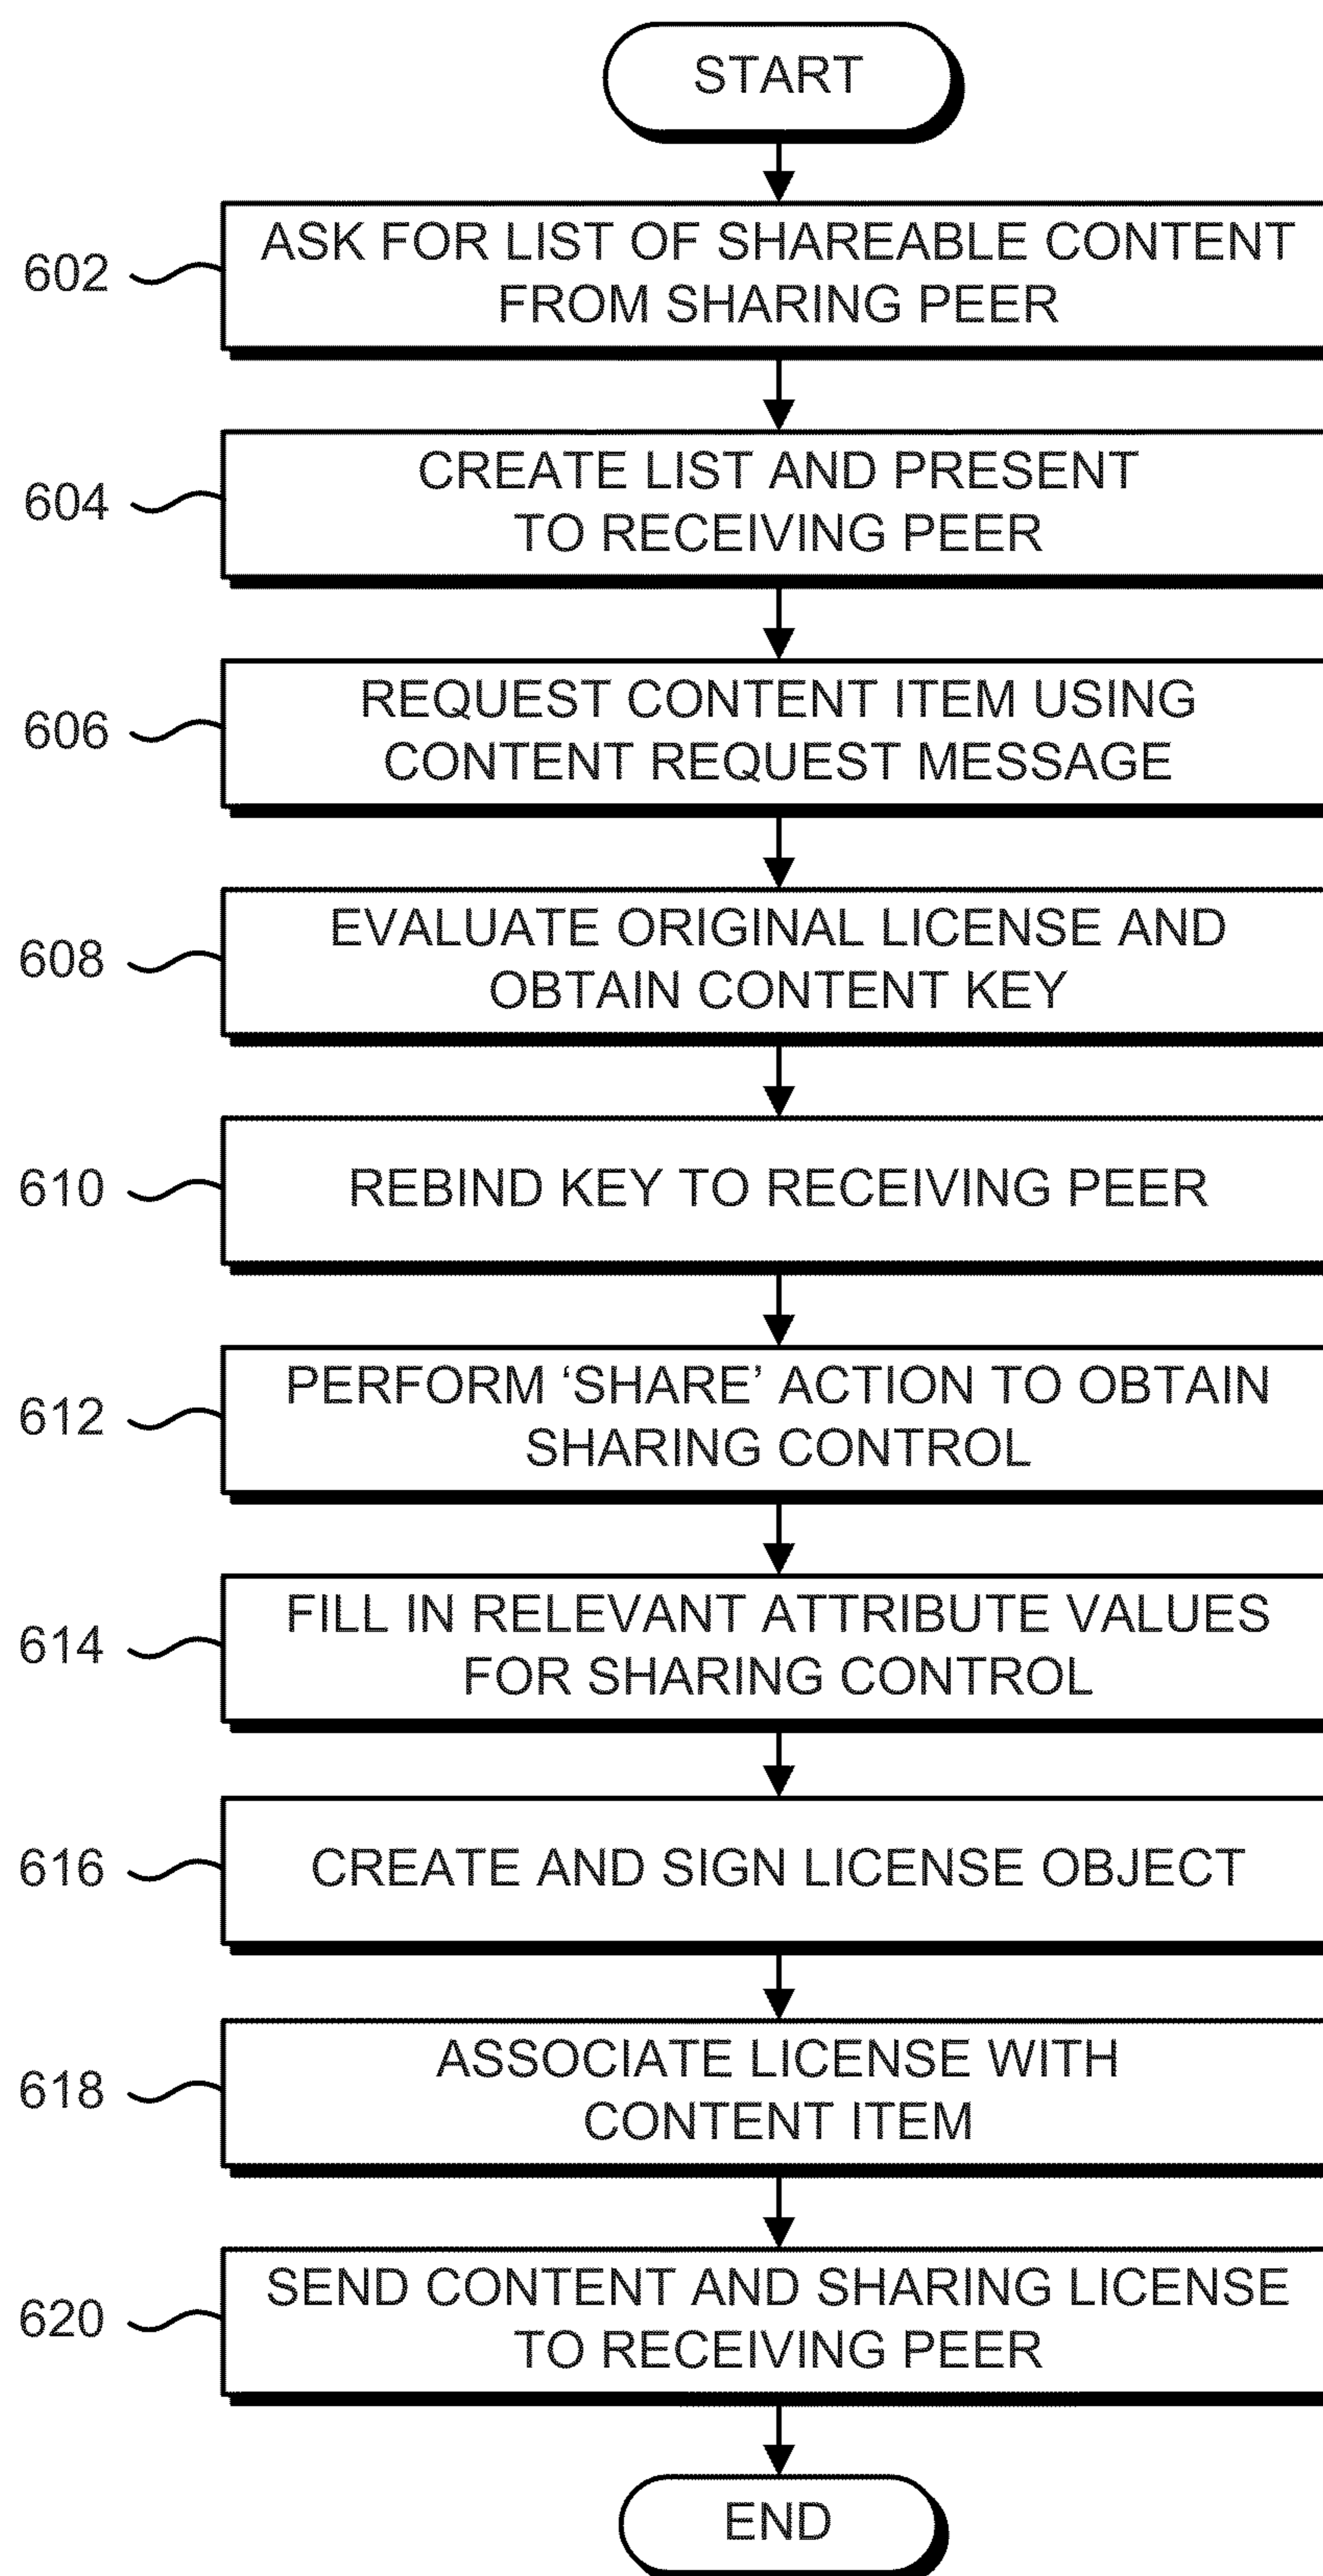 START
602
ASK FOR LIST OF SHAREABLE CONTENT
FROM SHARING PEER
604
CREATE LIST AND PRESENT
TO RECEIVING PEER
606
REQUEST CONTENT ITEM USING
CONTENT REQUEST MESSAGE
608
EVALUATE ORIGINAL LICENSE AND
OBTAIN CONTENT KEY
610
REBIND KEY TO RECEIVING PEER
612
PERFORM ‘SHARE’ ACTION TO OBTAIN
SHARING CONTROL
614
FILL IN RELEVANT ATTRIBUTE VALUES
FOR SHARING CONTROL
616
CREATE AND SIGN LICENSE OBJECT
618
ASSOCIATE LICENSE WITH
CONTENT ITEM
620
SEND CONTENT AND SHARING LICENSE
TO RECEIVING PEER
END